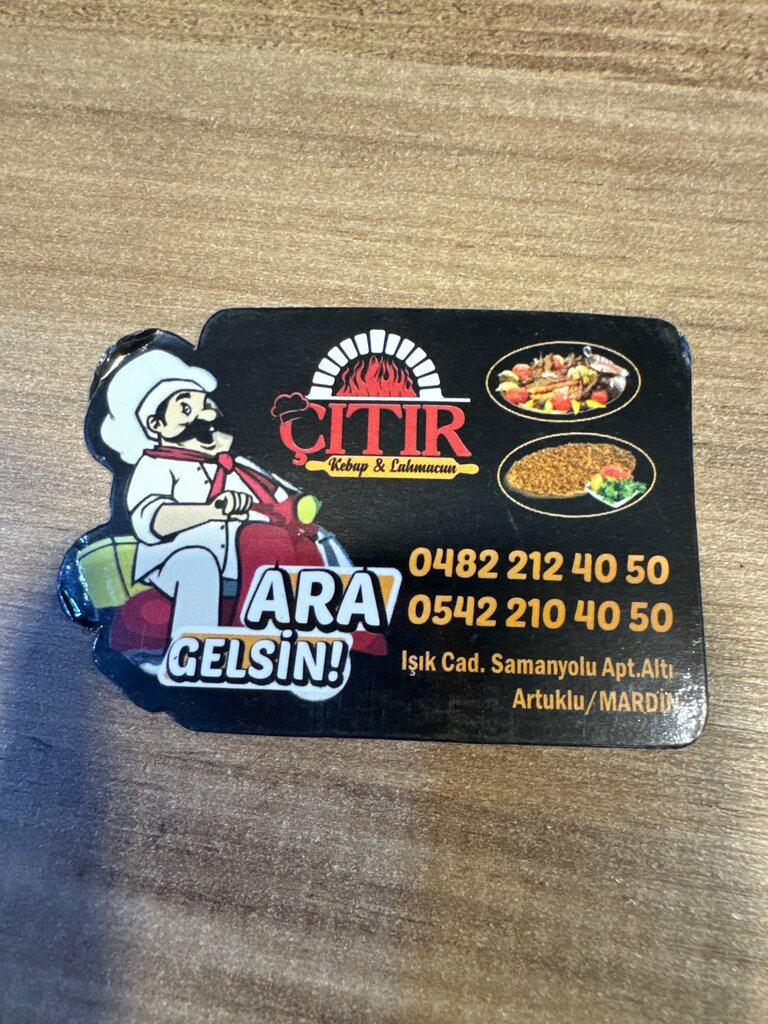 ÇITIR
Kebap & Lahmacun
0482 212 40 50
0542 210 40 50
ARA
GELSİN!
Işık Cad. Samanyolu Apt.Altı
Artuklu/MARDİN